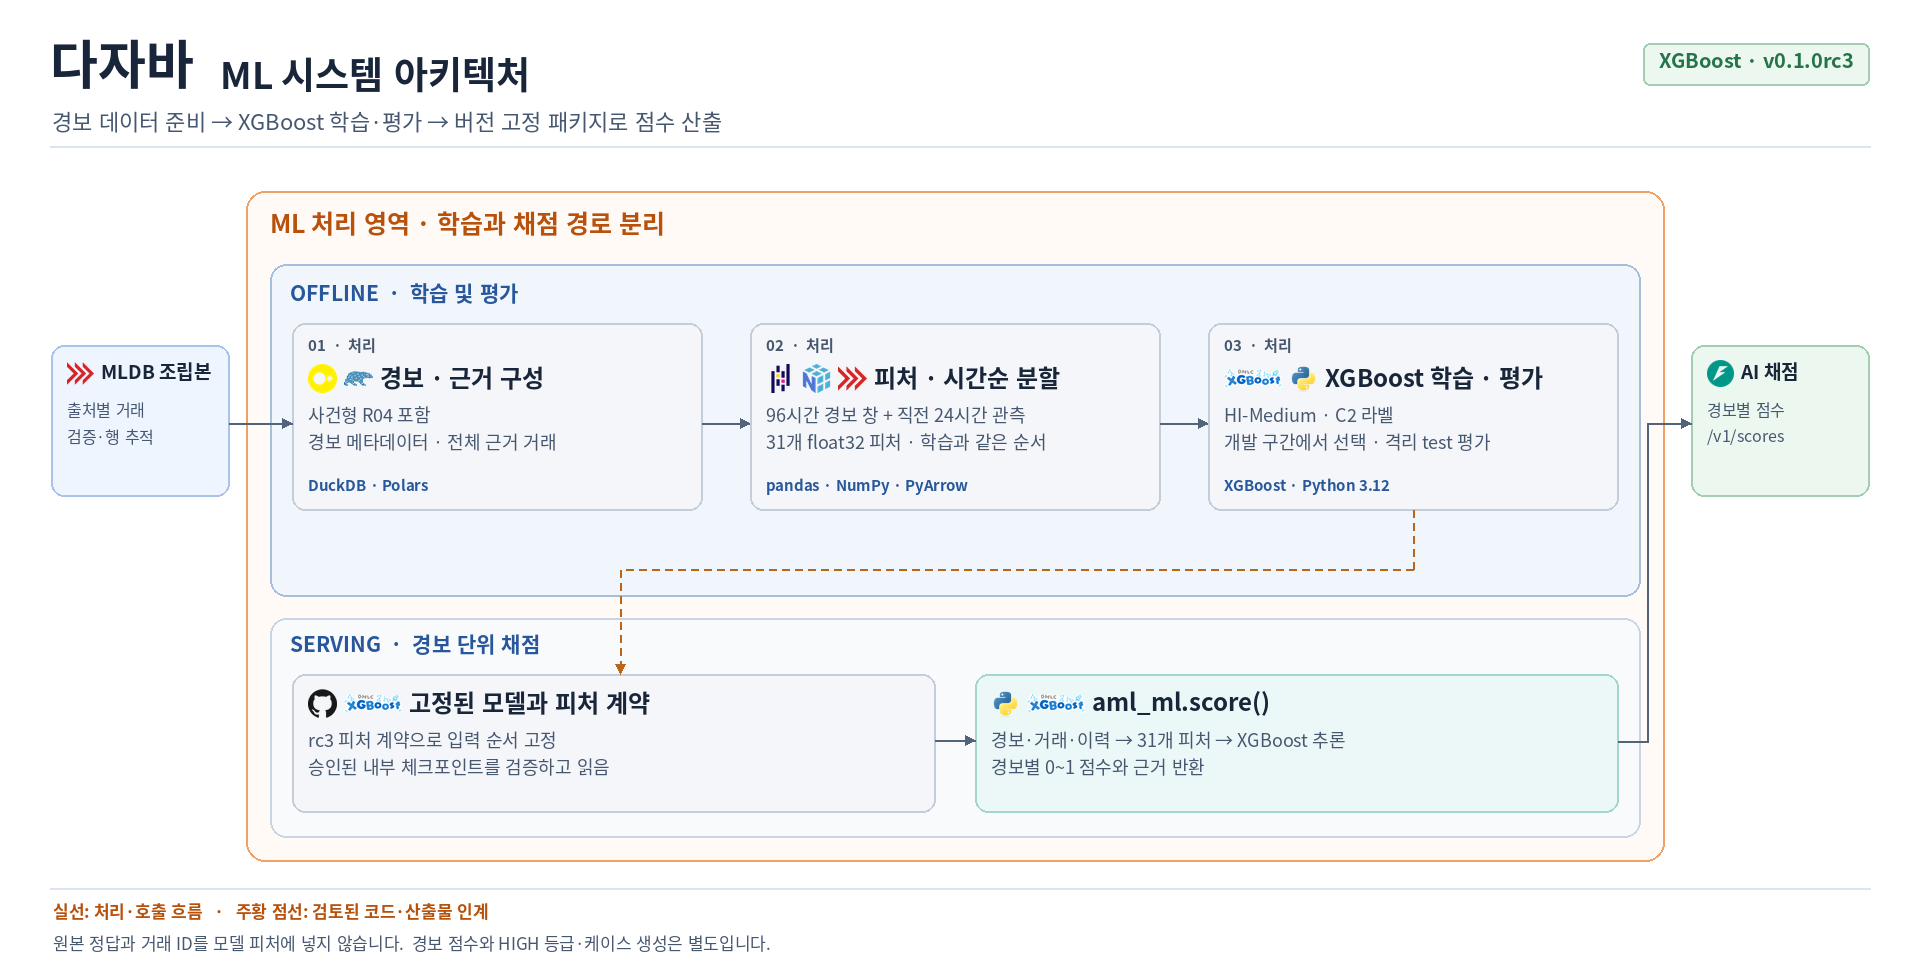 다자바 ML 시스템 아키텍처
XGBoost · v0.1.0rc3
경보 데이터 준비 → XGBoost 학습·평가 → 버전 고정 패키지로 점수 산출
ML 처리 영역 · 학습과 채점 경로 분리
OFFLINE · 학습 및 평가
MLDB 조립본
출처별 거래
검증·행 추적
01 · 처리
경보 · 근거 구성
사건형 R04 포함
경보 메타데이터 · 전체 근거 거래
DuckDB · Polars
02 · 처리
피처 · 시간순 분할
96시간 경보 창 + 직전 24시간 관측
31개 float32 피처 · 학습과 같은 순서
pandas · NumPy · PyArrow
03 · 처리
XGBoost XGBoost 학습 · 평가
HI-Medium · C2 라벨
개발 구간에서 선택 · 격리 test 평가
XGBoost · Python 3.12
AI 채점
경보별 점수
/v1/scores
SERVING · 경보 단위 채점
XGBoost 고정된 모델과 피처 계약
rc3 피처 계약으로 입력 순서 고정
승인된 내부 체크포인트를 검증하고 읽음
XGBoost aml_ml.score()
경보·거래·이력 → 31개 피처 → XGBoost 추론
경보별 0~1 점수와 근거 반환
실선: 처리·호출 흐름 · 주황 점선: 검토된 코드·산출물 인계
원본 정답과 거래 ID를 모델 피처에 넣지 않습니다. 경보 점수와 HIGH 등급·케이스 생성은 별도입니다.